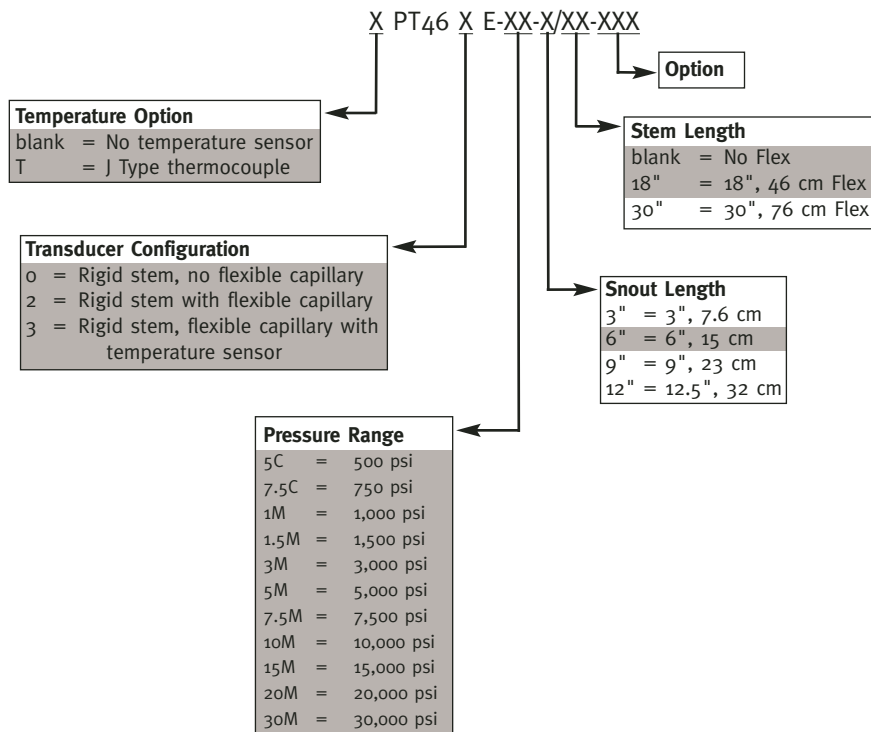 X PT46 X E-XX-X/XX-XXX
Option
Temperature Option
blank = No temperature sensor
T = J Type thermocouple
Stem Length
blank = No Flex
18" = 18", 46 cm Flex
30" = 30", 76 cm Flex
Transducer Configuration
0 = Rigid stem, no flexible capillary
2 = Rigid stem with flexible capillary
3 = Rigid stem, flexible capillary with
temperature sensor
Snout Length
3" = 3", 7.6 cm
6" = 6", 15 cm
9" = 9", 23 cm
12" = 12.5", 32 cm
Pressure Range
5C = 500 psi
7.5C = 750 psi
1M = 1,000 psi
1.5M = 1,500 psi
3M = 3,000 psi
5M = 5,000 psi
7.5M = 7,500 psi
10M = 10,000 psi
15M = 15,000 psi
20M = 20,000 psi
30M = 30,000 psi